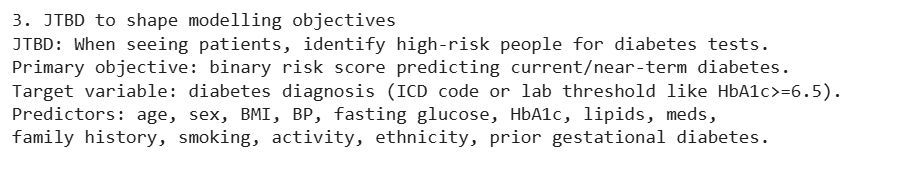 3. JTBD to shape modelling objectives
JTBD: When seeing patients, identify high-risk people for diabetes tests.
Primary objective: binary risk score predicting current/near-term diabetes.
Target variable: diabetes diagnosis (ICD code or lab threshold like HbA1c>=6.5).
Predictors: age, sex, BMI, BP, fasting glucose, HbA1c, lipids, meds,
family history, smoking, activity, ethnicity, prior gestational diabetes.